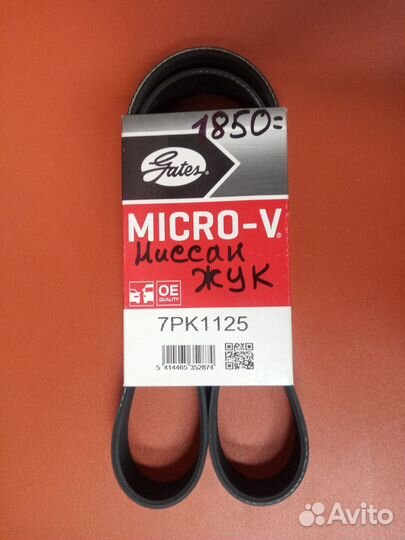 1850=
Gates
MICRO-V®
Ниссан
ЖУК
OE
QUALITY
7PK1125
5 414465 352874
Avito